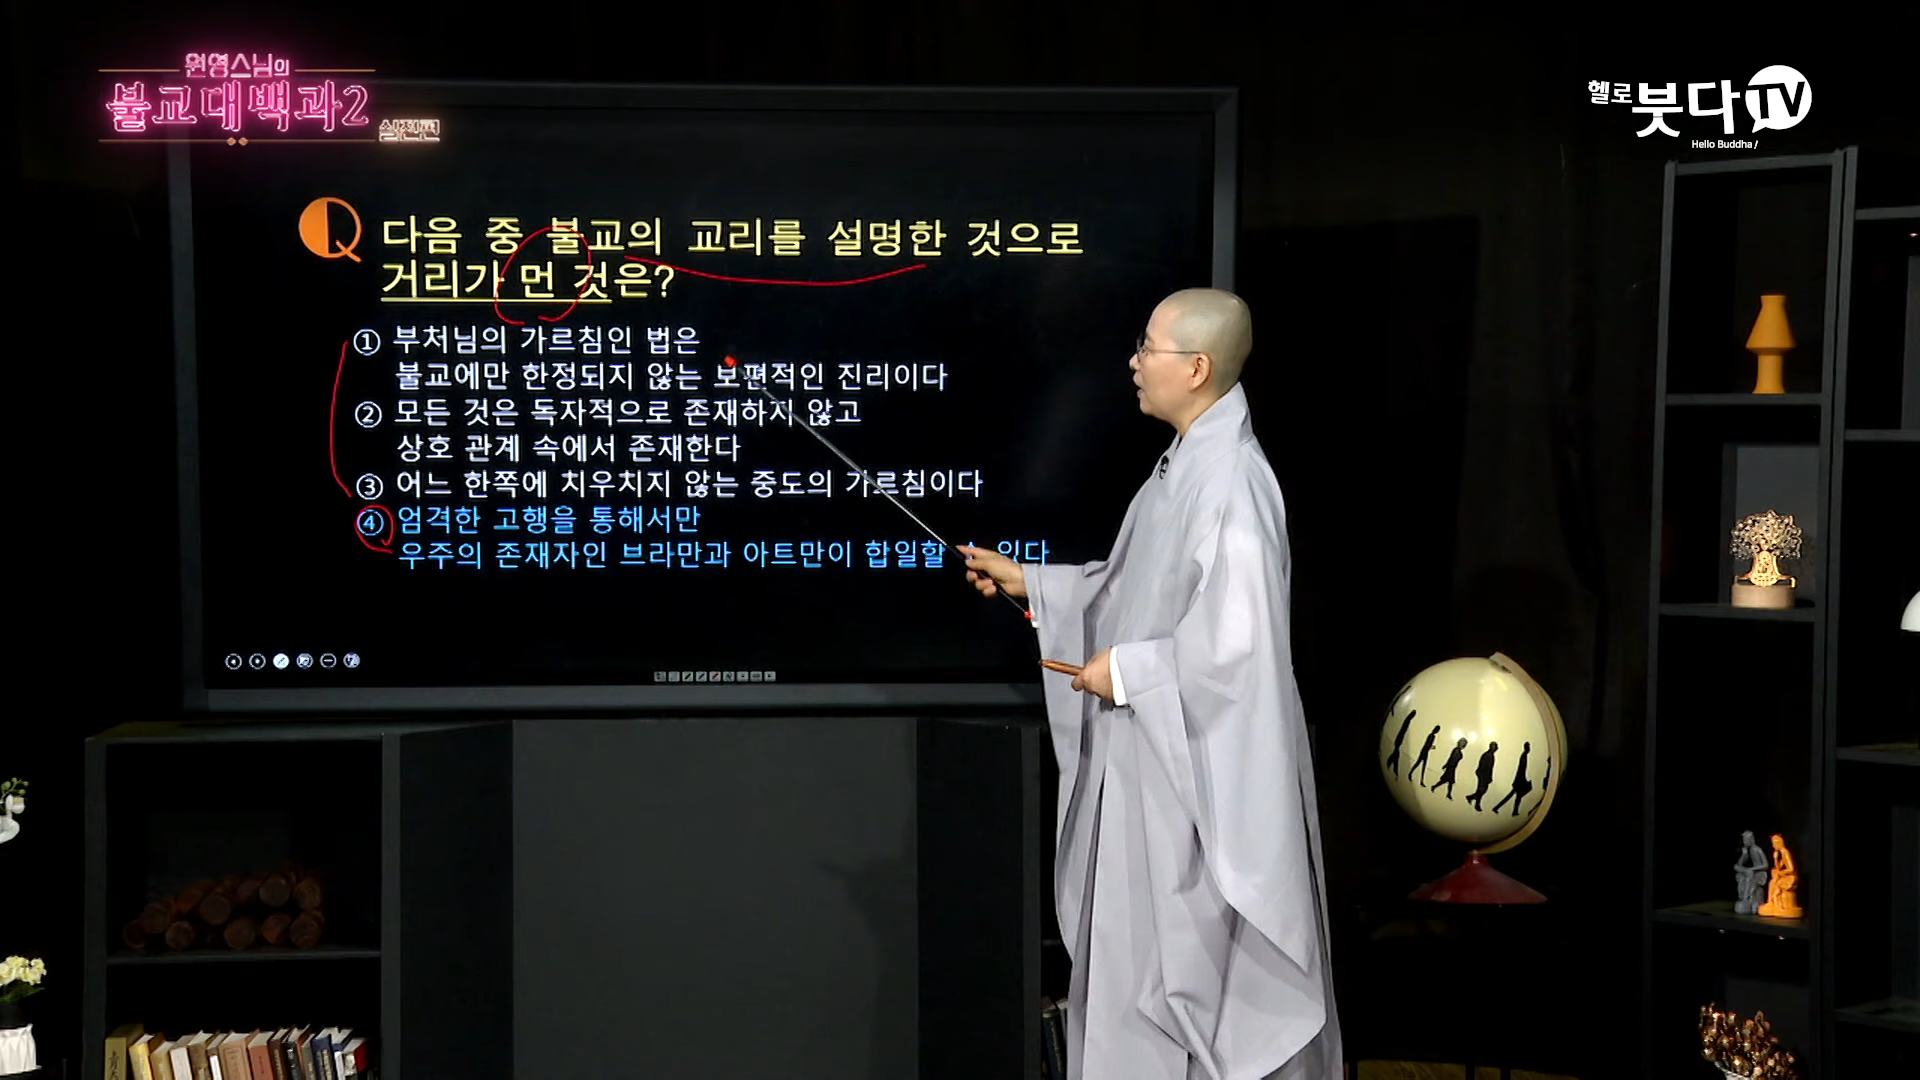 원영스님의
불교대백과2
실전편
헬로붓다TV
Hello Buddha!
Q 다음 중 불교의 교리를 설명한 것으로
거리가 먼 것은?
① 부처님의 가르침인 법은
불교에만 한정되지 않는 보편적인 진리이다
② 모든 것은 독자적으로 존재하지 않고
상호 관계 속에서 존재한다
③ 어느 한쪽에 치우치지 않는 중도의 가르침이다
④ 엄격한 고행을 통해서만
우주의 존재자인 브라만과 아트만이 합일할 수 있다